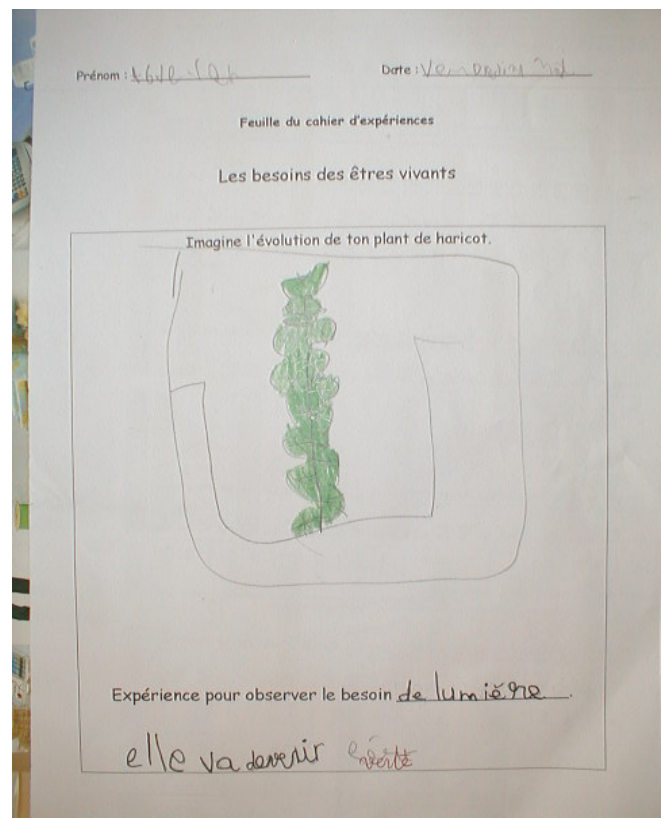 Prénom :
Date :
Feuille du cahier d'expériences
Les besoins des êtres vivants
Imagine l'évolution de ton plant de haricot.
Expérience pour observer le besoin de lumière.
elle va devenir